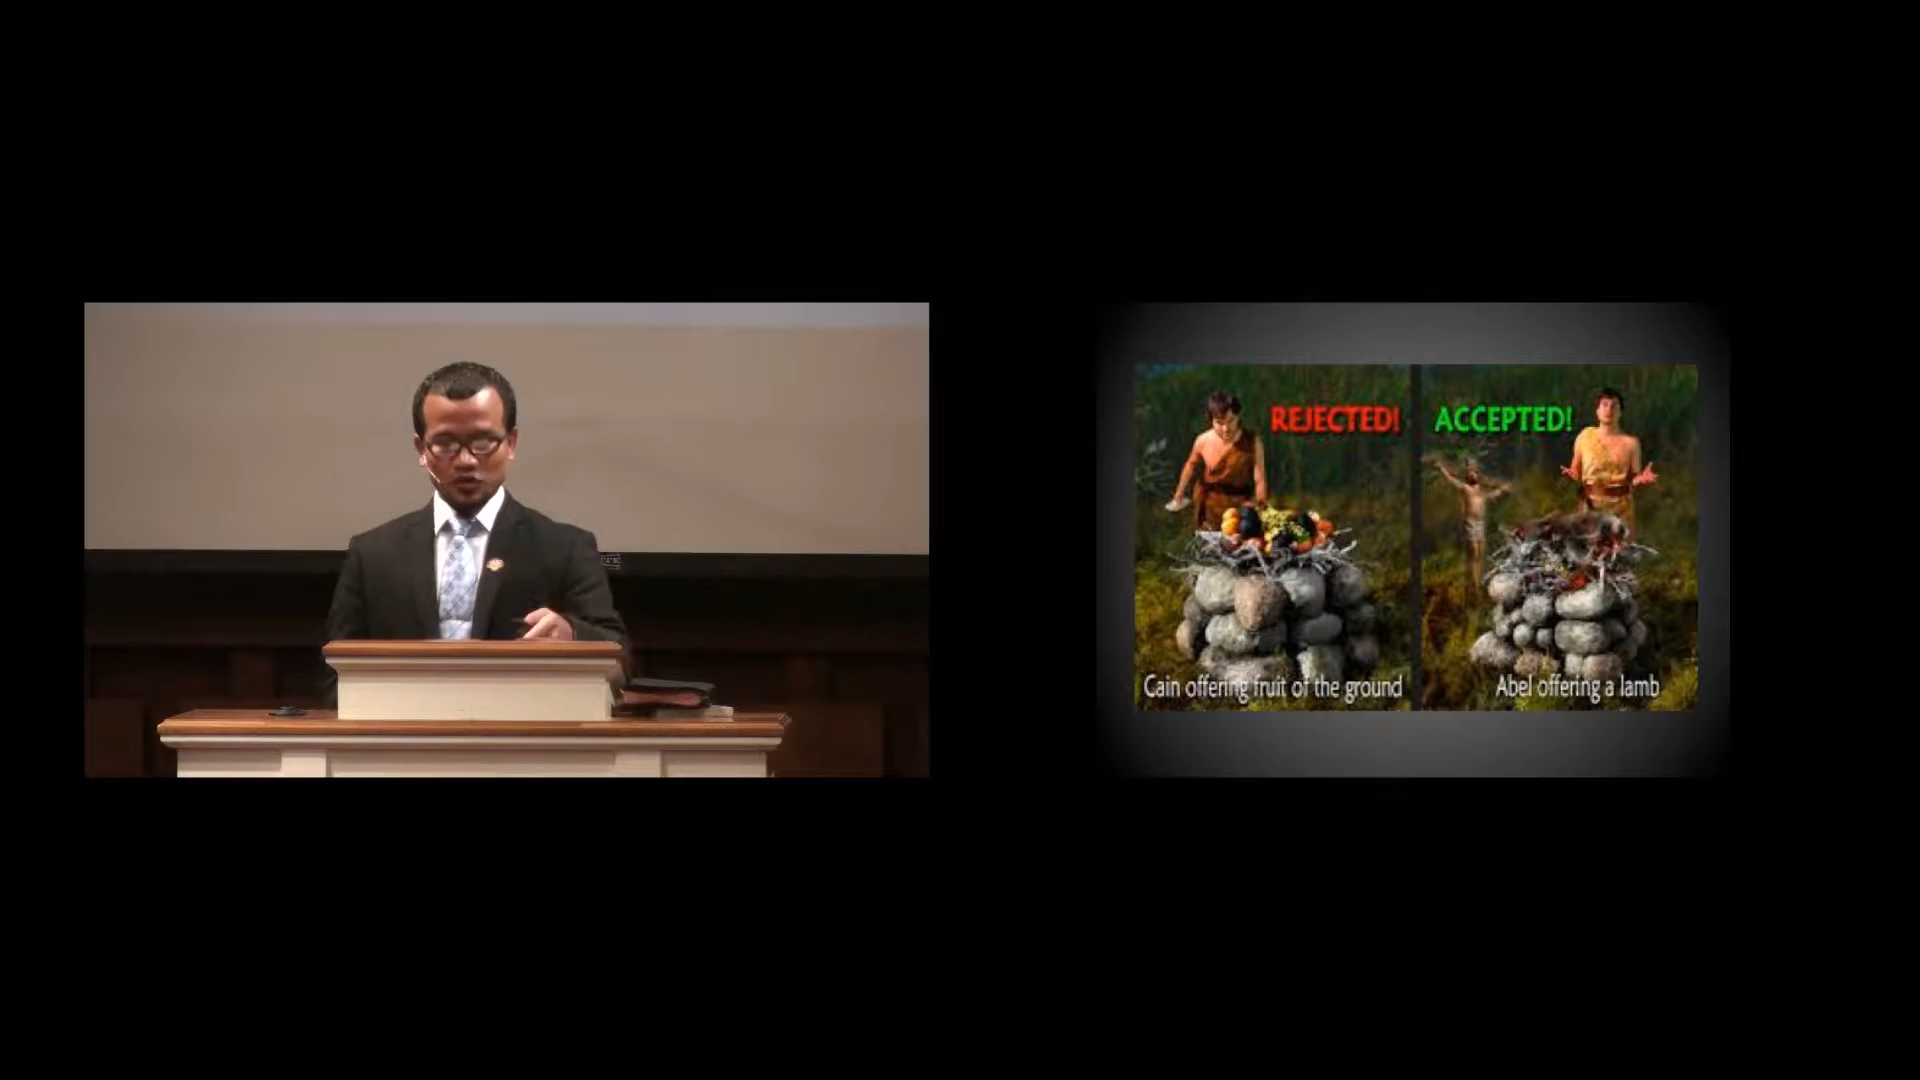 REJECTED!
ACCEPTED!
Cain offering fruit of the ground
Abel offering a lamb